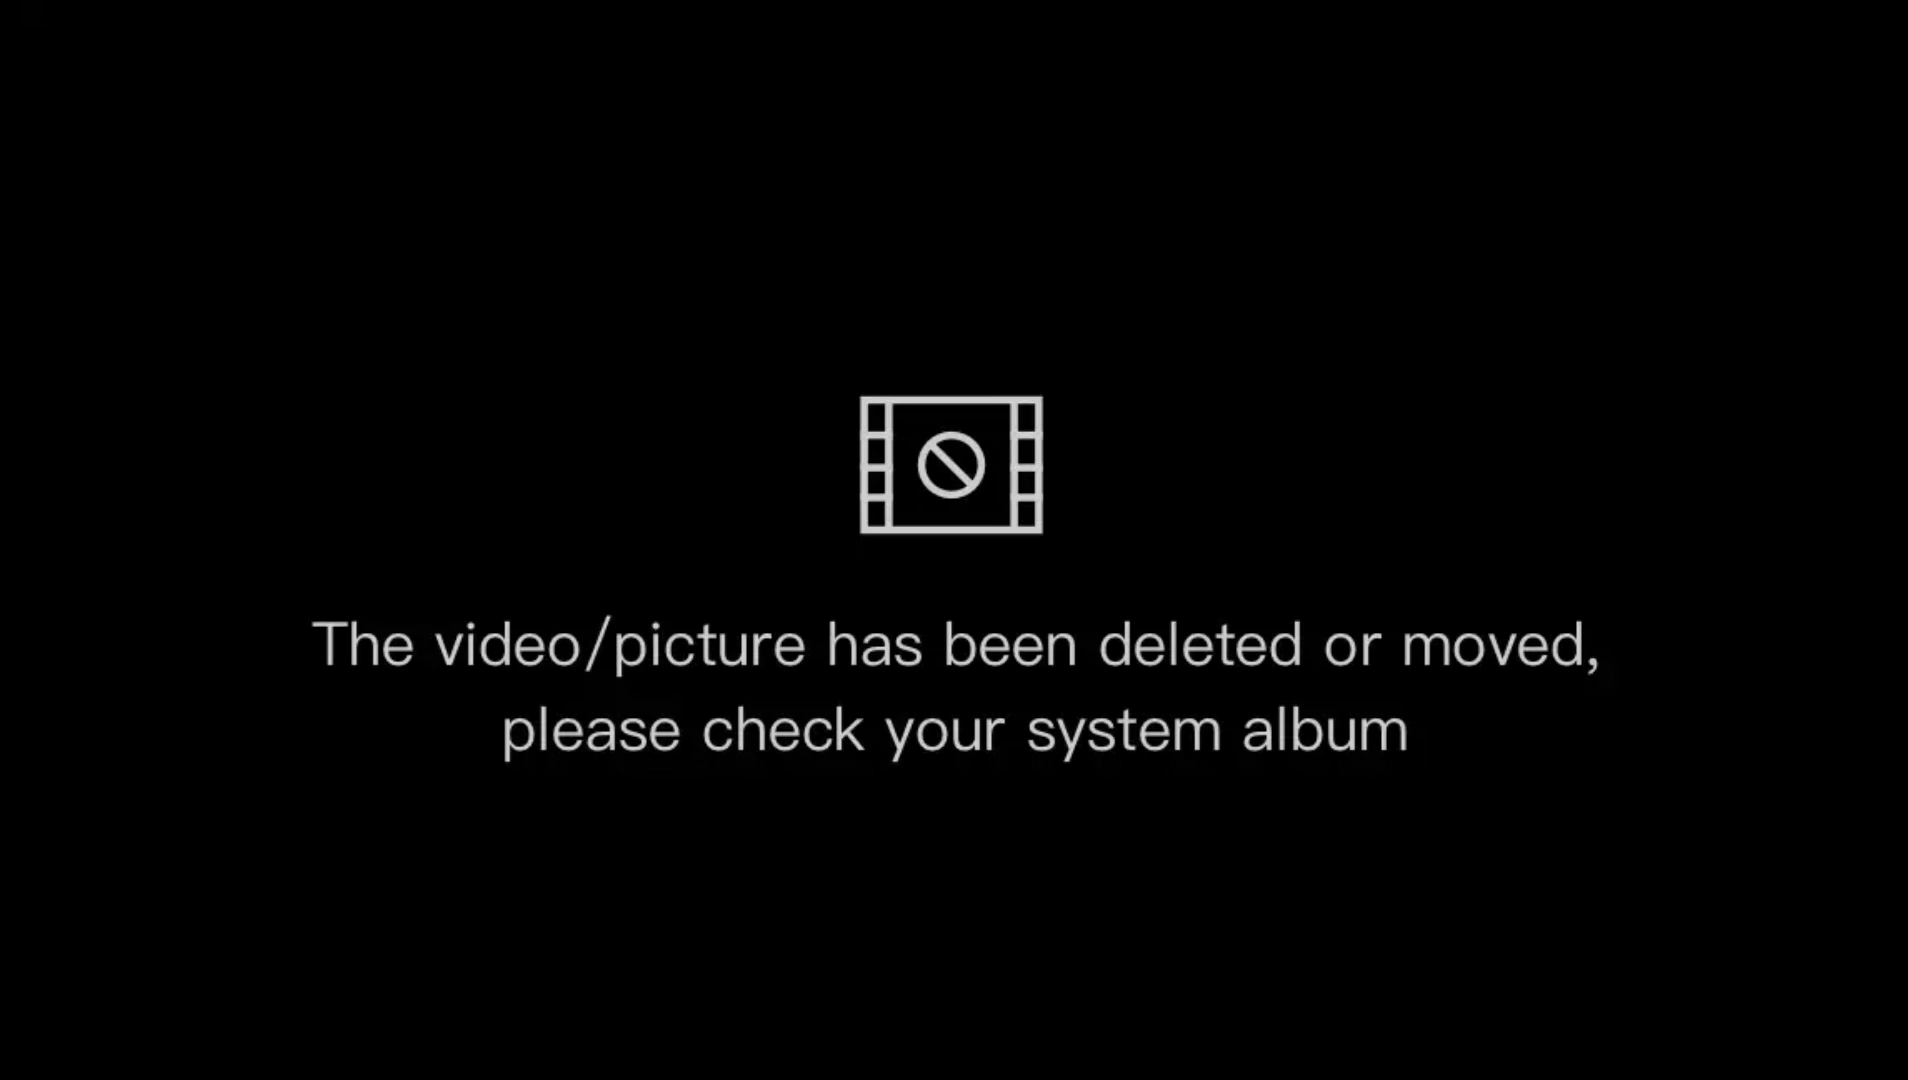 The video/picture has been deleted or moved,
please check your system album